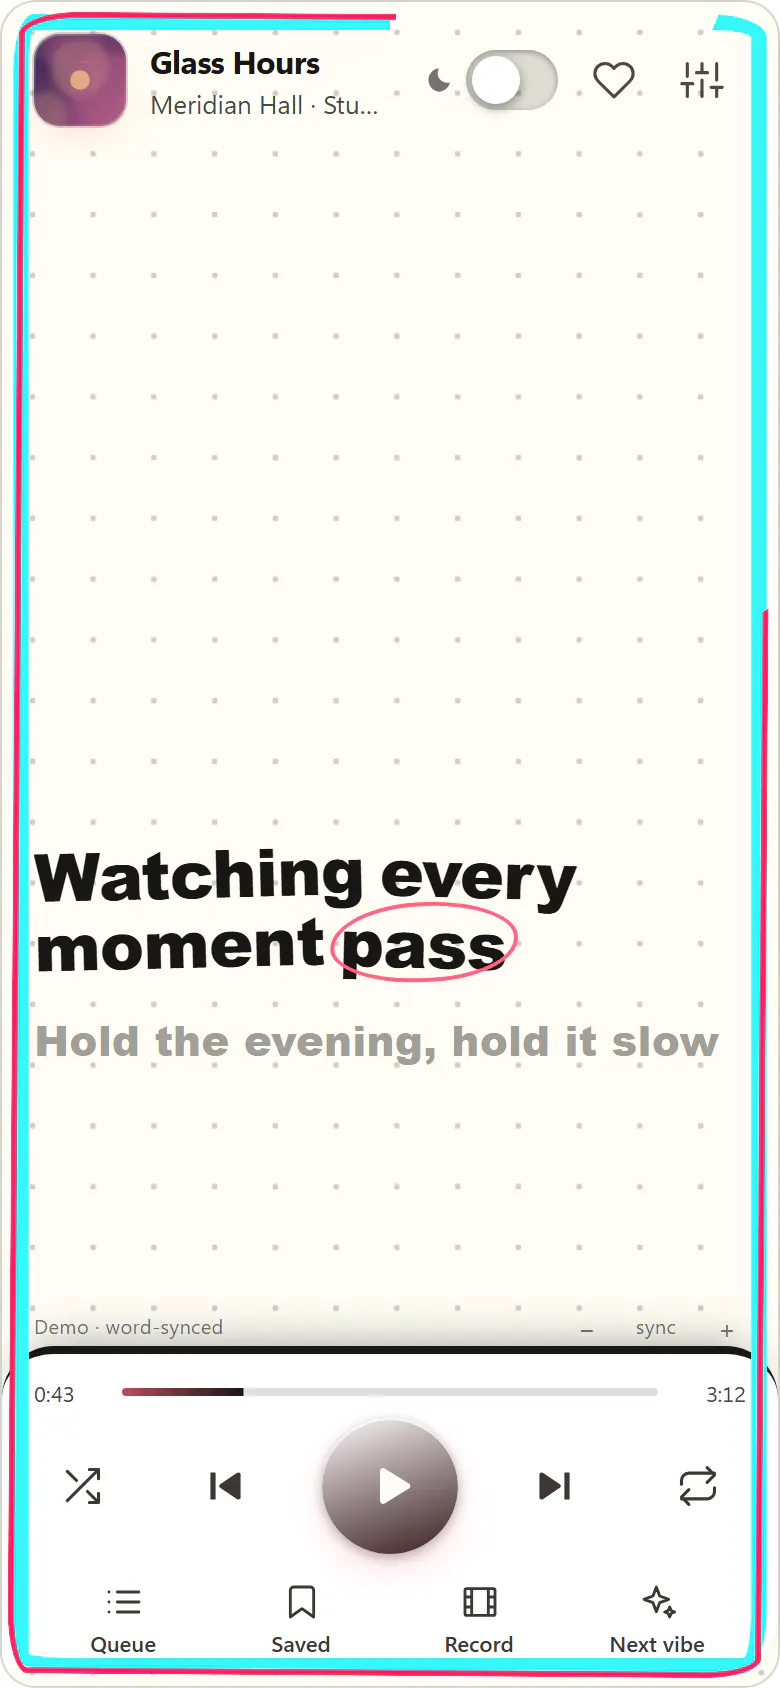 Glass Hours
Meridian Hall · Stu...
Watching every
moment pass
Hold the evening, hold it slow
Demo · word-synced
− sync +
0:43 3:12
Queue Saved Record Next vibe